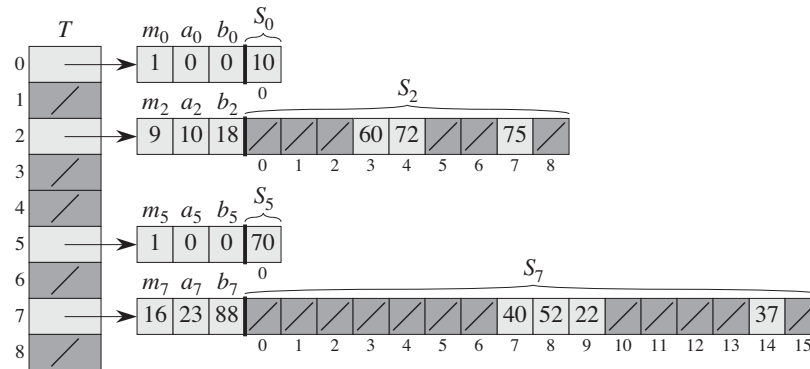 T
m₀ a₀ b₀ S₀
0 1 0 0 10
0
1
m₂ a₂ b₂ S₂
2 9 10 18 60 72 75
0 1 2 3 4 5 6 7 8
3
4
m₅ a₅ b₅ S₅
5 1 0 0 70
0
6
m₇ a₇ b₇ S₇
7 16 23 88 40 52 22 37
0 1 2 3 4 5 6 7 8 9 10 11 12 13 14 15
8